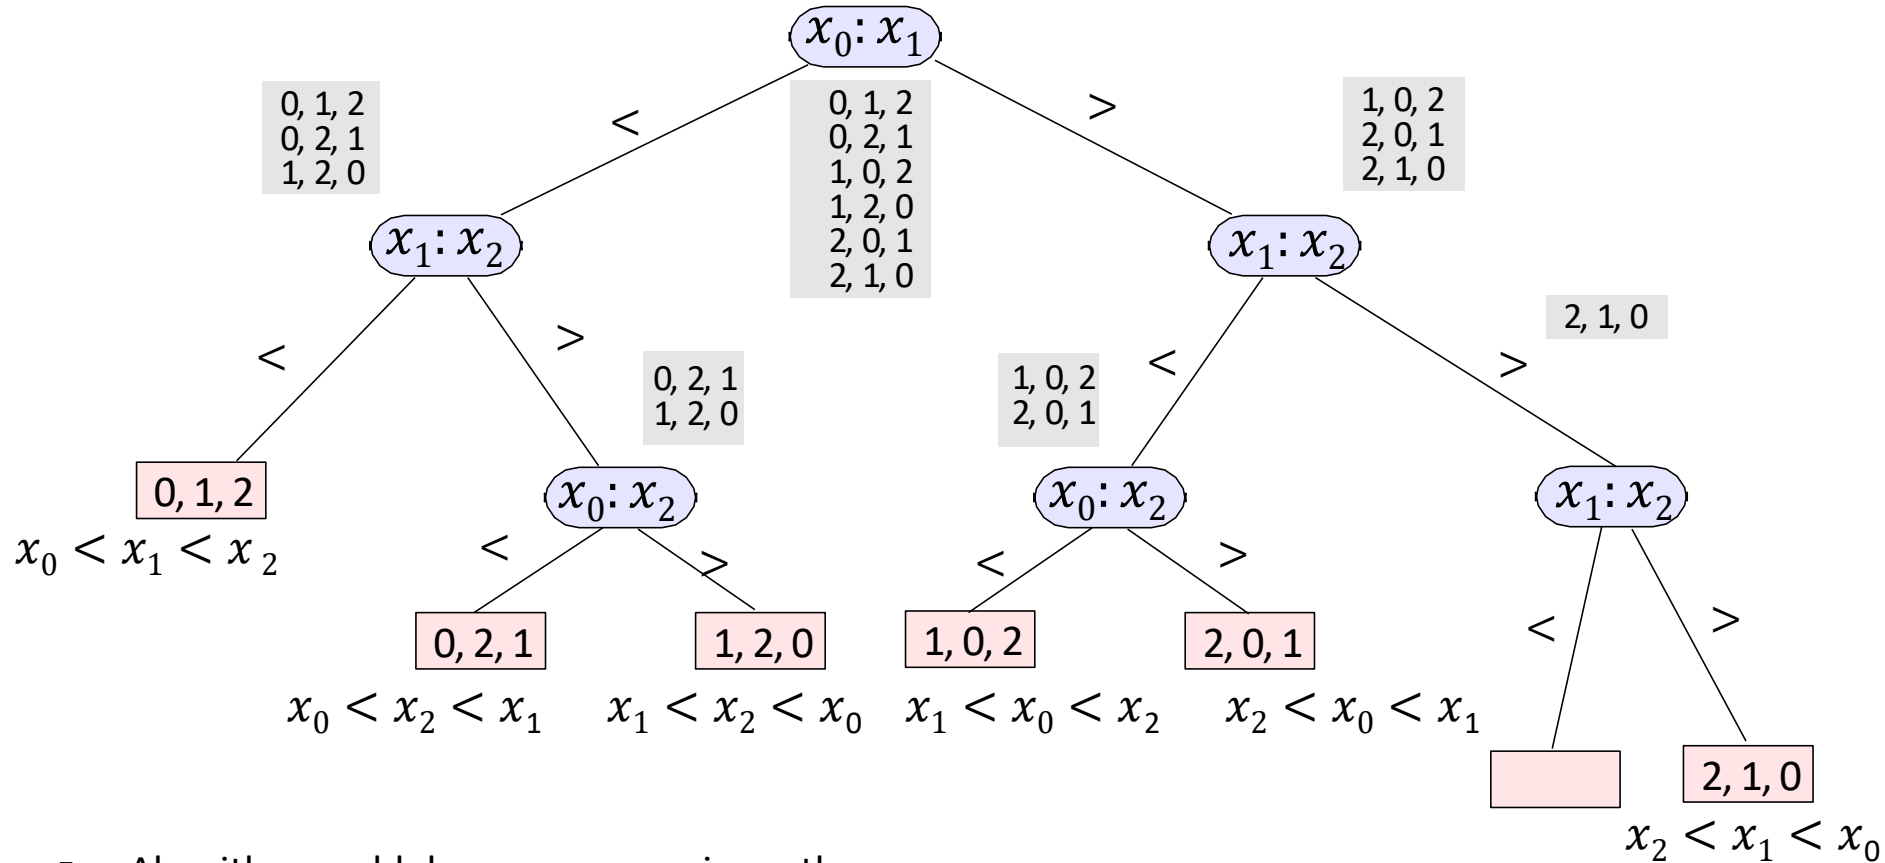 x₀: x₁
0, 1, 2
0, 2, 1
1, 2, 0
<
0, 1, 2
0, 2, 1
1, 0, 2
1, 2, 0
2, 0, 1
2, 1, 0
>
1, 0, 2
2, 0, 1
2, 1, 0
x₁: x₂
x₁: x₂
<
>
0, 2, 1
1, 2, 0
1, 0, 2
2, 0, 1
<
>
2, 1, 0
0, 1, 2
x₀ < x₁ < x ₂
x₀: x₂
x₀: x₂
x₁: x₂
<
>
<
>
<
>
0, 2, 1
1, 2, 0
1, 0, 2
2, 0, 1
x₀ < x₂ < x₁
x₁ < x₂ < x₀
x₁ < x₀ < x₂
x₂ < x₀ < x₁
2, 1, 0
x₂ < x₁ < x₀